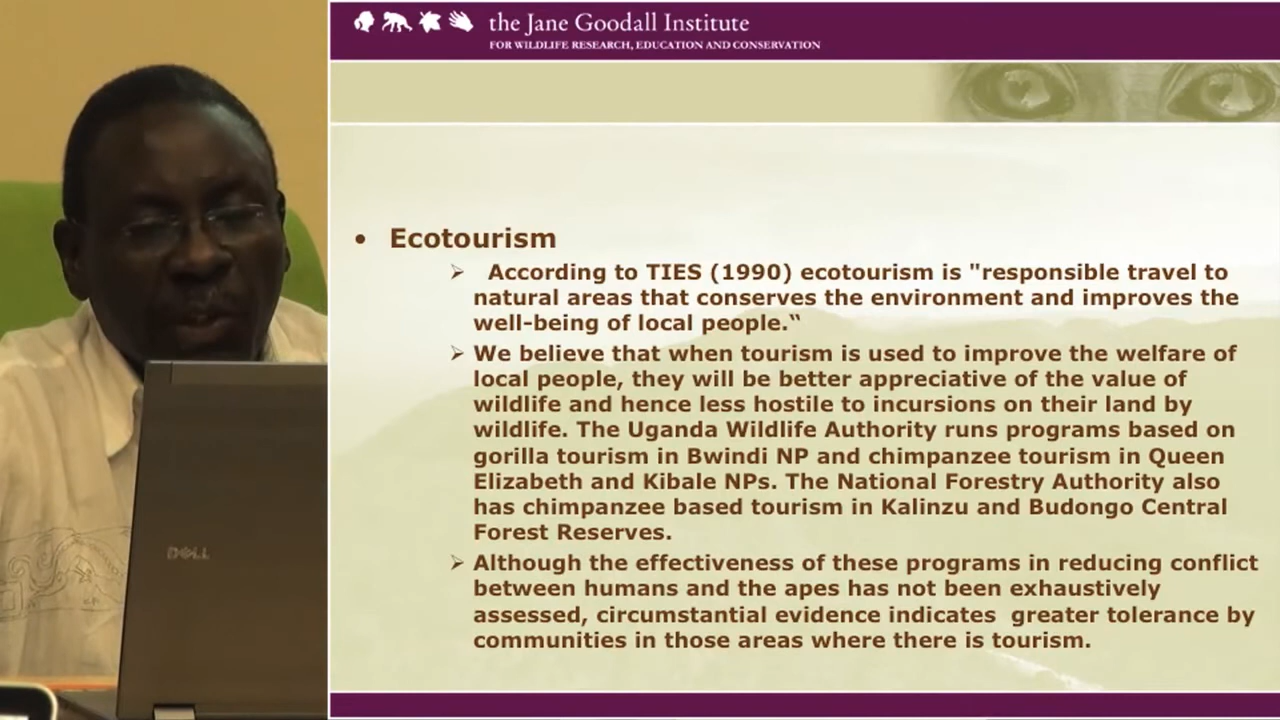 the Jane Goodall Institute
FOR WILDLIFE RESEARCH, EDUCATION AND CONSERVATION
• Ecotourism
➢ According to TIES (1990) ecotourism is "responsible travel to
natural areas that conserves the environment and improves the
well-being of local people.“
➢ We believe that when tourism is used to improve the welfare of
local people, they will be better appreciative of the value of
wildlife and hence less hostile to incursions on their land by
wildlife. The Uganda Wildlife Authority runs programs based on
gorilla tourism in Bwindi NP and chimpanzee tourism in Queen
Elizabeth and Kibale NPs. The National Forestry Authority also
has chimpanzee based tourism in Kalinzu and Budongo Central
Forest Reserves.
➢ Although the effectiveness of these programs in reducing conflict
between humans and the apes has not been exhaustively
assessed, circumstantial evidence indicates  greater tolerance by
communities in those areas where there is tourism.
DELL